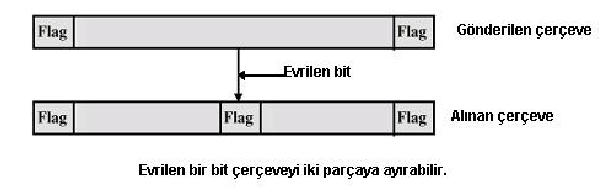 Flag Flag Gönderilen çerçeve
Evrilen bit
Flag Flag Flag Alınan çerçeve
Evrilen bir bit çerçeveyi iki parçaya ayırabilir.